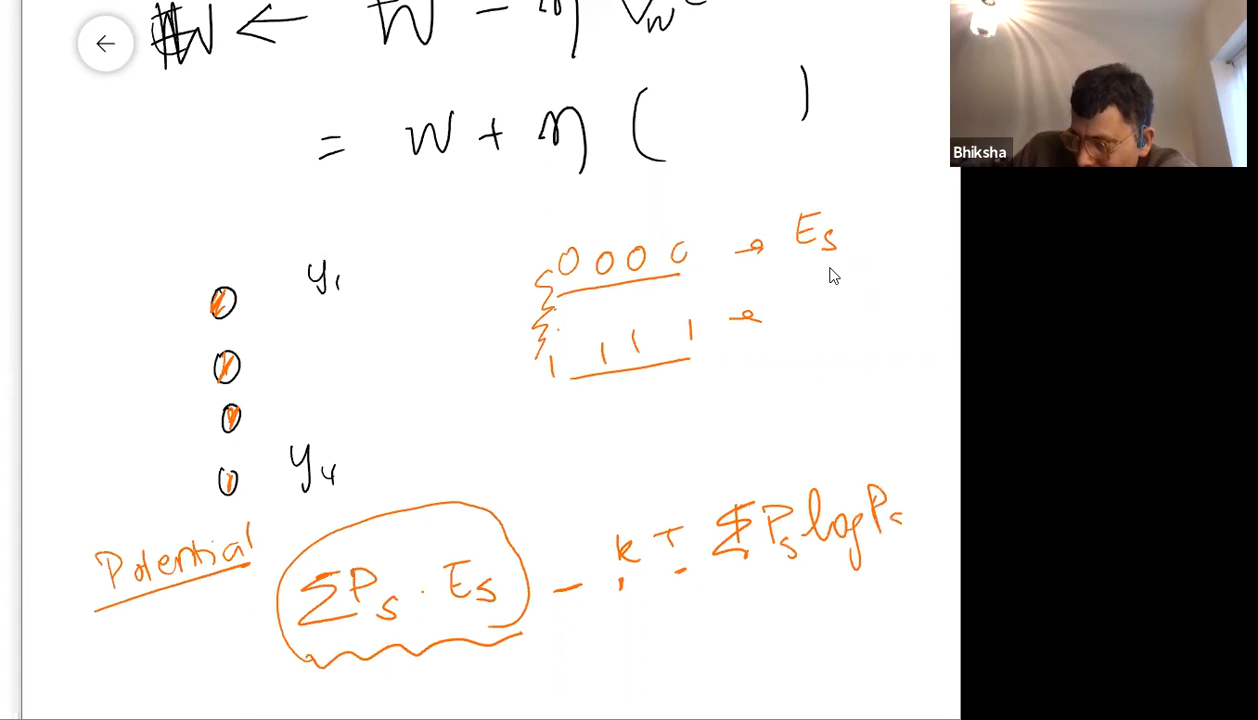 W ← W - η ∇w
= W + η (     )
y₁
0 0 0 0 → Es
1 1 1 1 →
y₄
Potential ΣPs · Es - kT ΣPs log Ps
Bhiksha